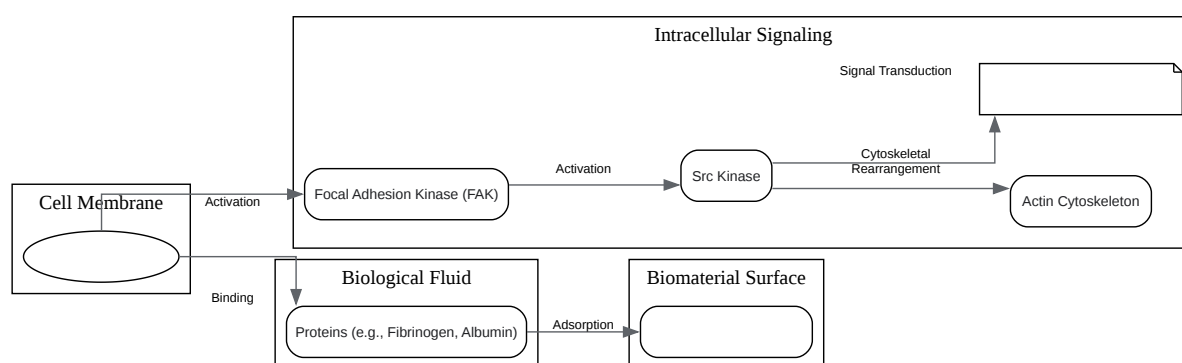 Intracellular Signaling
Signal Transduction
Cytoskeletal
Rearrangement
Activation
Src Kinase
Focal Adhesion Kinase (FAK)
Actin Cytoskeleton
Cell Membrane
Activation
Binding
Biological Fluid
Proteins (e.g., Fibrinogen, Albumin)
Adsorption
Biomaterial Surface